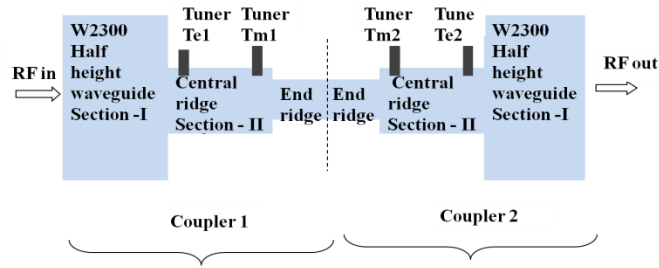 W2300
Half
height
waveguide
Section -I
RF in
Tuner
Te1
Tuner
Tm1
Central
ridge
Section - II
End
ridge
End
ridge
Tuner
Tm2
Tune
Te2
Central
ridge
Section - II
W2300
Half
height
waveguide
Section -I
RF out
Coupler 1
Coupler 2